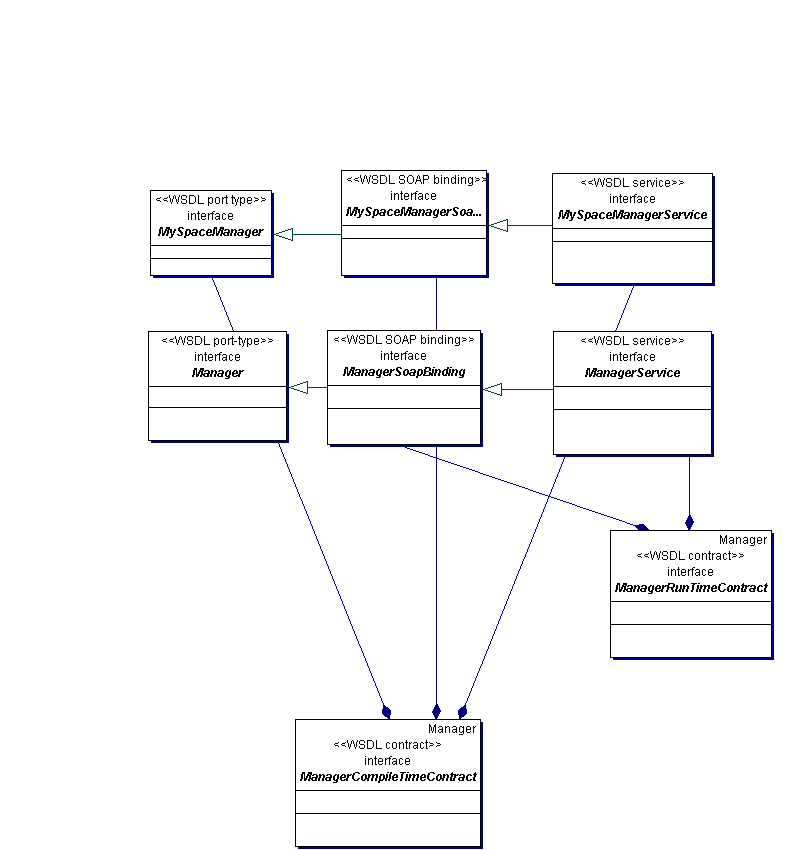 <<WSDL port type>>
interface
MySpaceManager
<<WSDL SOAP binding>>
interface
MySpaceManagerSoa...
<<WSDL service>>
interface
MySpaceManagerService
<<WSDL port-type>>
interface
Manager
<<WSDL SOAP binding>>
interface
ManagerSoapBinding
<<WSDL service>>
interface
ManagerService
Manager
<<WSDL contract>>
interface
ManagerRunTimeContract
Manager
<<WSDL contract>>
interface
ManagerCompileTimeContract